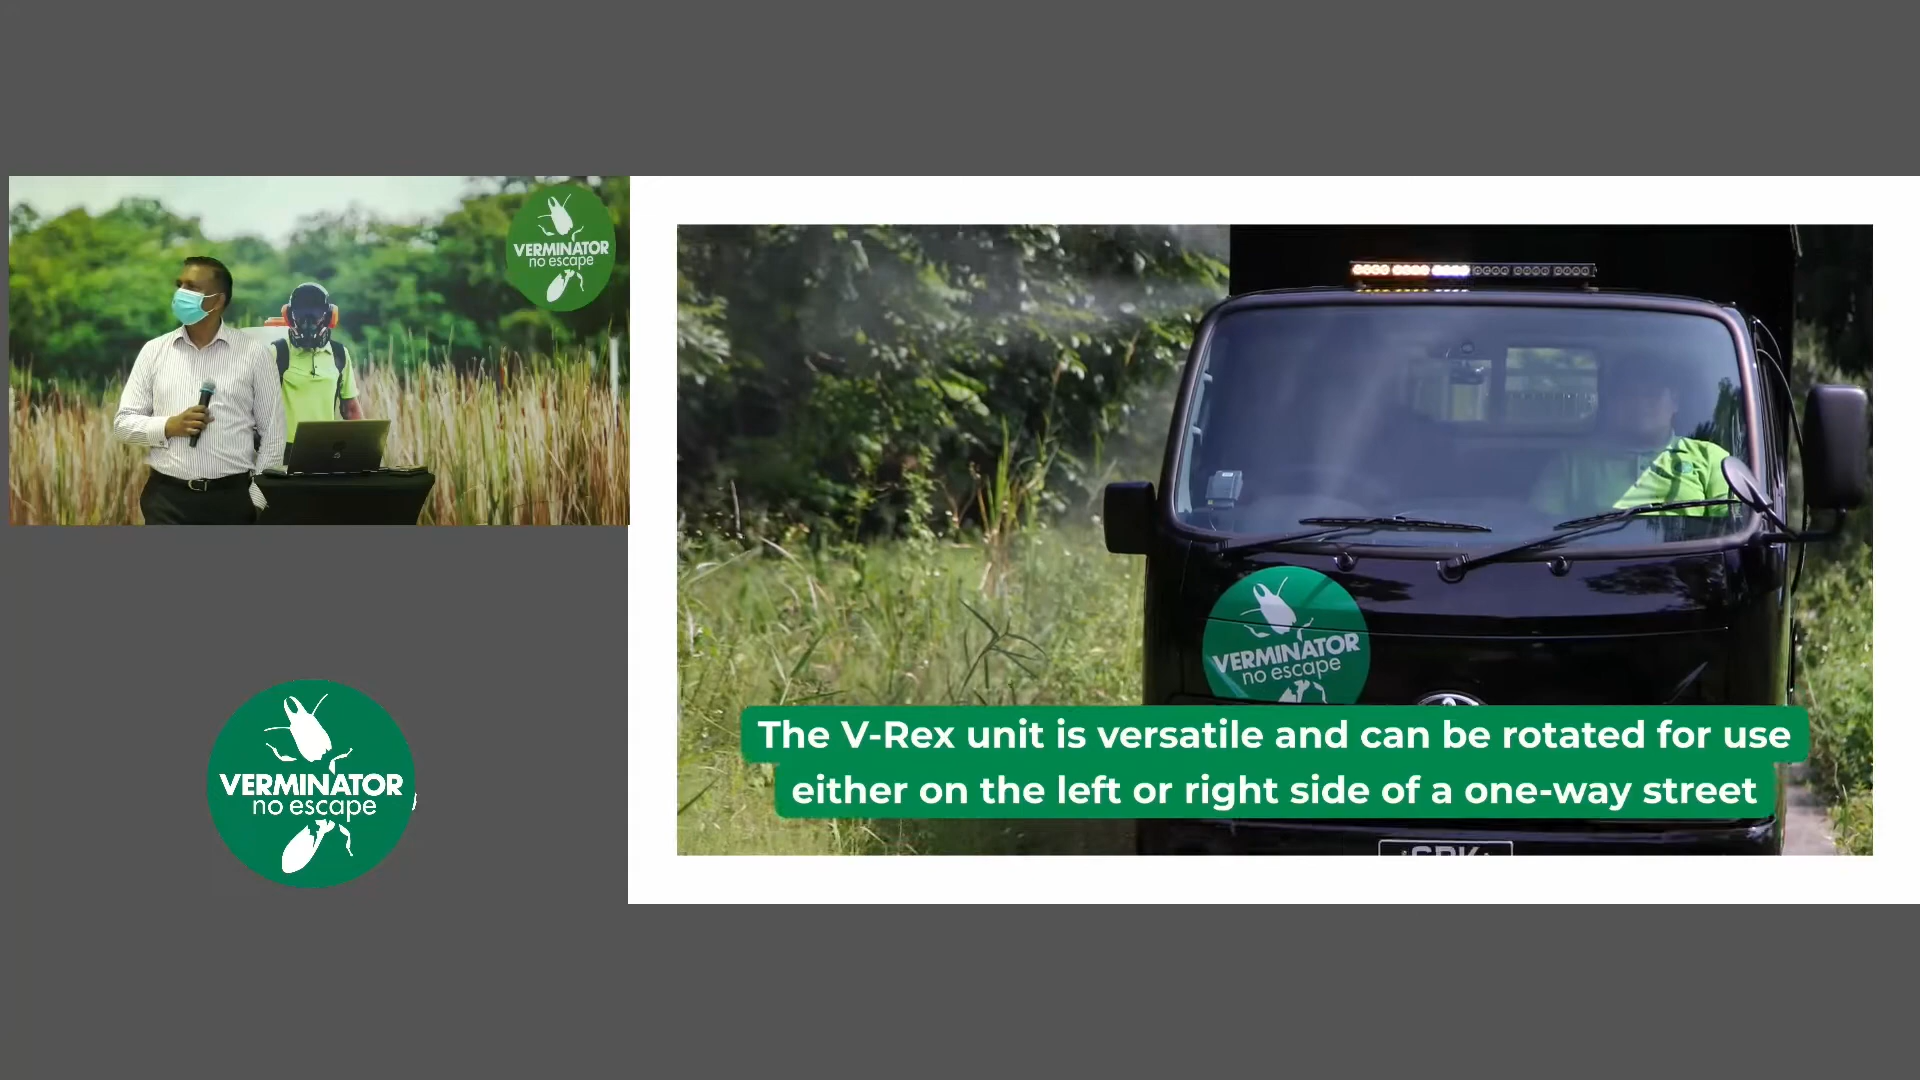 VERMINATOR
no escape
VERMINATOR
no escape
The V-Rex unit is versatile and can be rotated for use
either on the left or right side of a one-way street
VERMINATOR
no escape